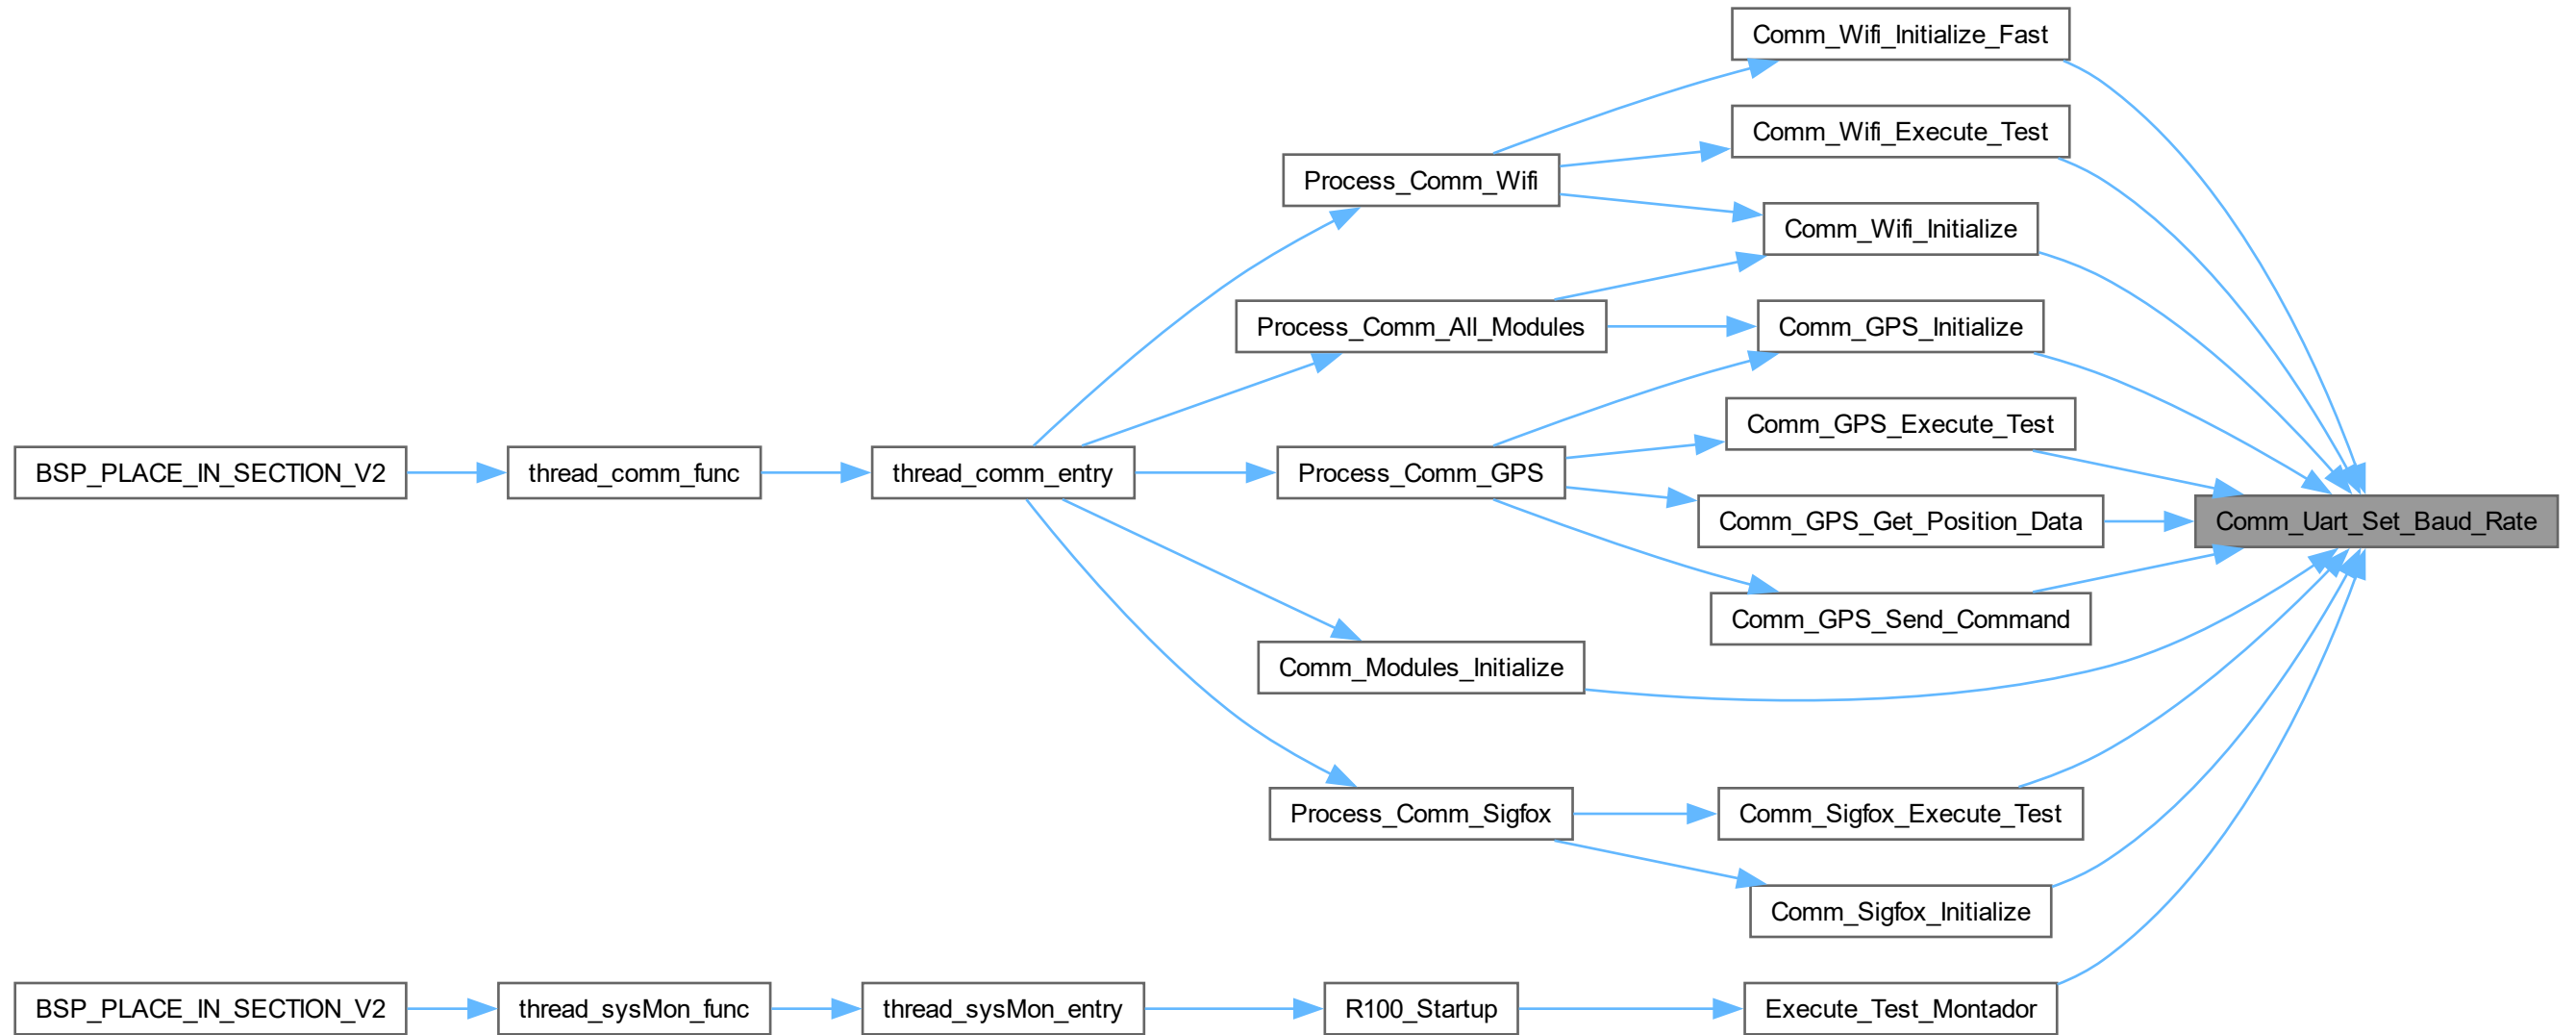 Comm_Wifi_Initialize_Fast
Comm_Wifi_Execute_Test
Process_Comm_Wifi
Comm_Wifi_Initialize
Process_Comm_All_Modules
Comm_GPS_Initialize
Comm_GPS_Execute_Test
BSP_PLACE_IN_SECTION_V2
thread_comm_func
thread_comm_entry
Process_Comm_GPS
Comm_GPS_Get_Position_Data
Comm_Uart_Set_Baud_Rate
Comm_GPS_Send_Command
Comm_Modules_Initialize
Process_Comm_Sigfox
Comm_Sigfox_Execute_Test
Comm_Sigfox_Initialize
BSP_PLACE_IN_SECTION_V2
thread_sysMon_func
thread_sysMon_entry
R100_Startup
Execute_Test_Montador